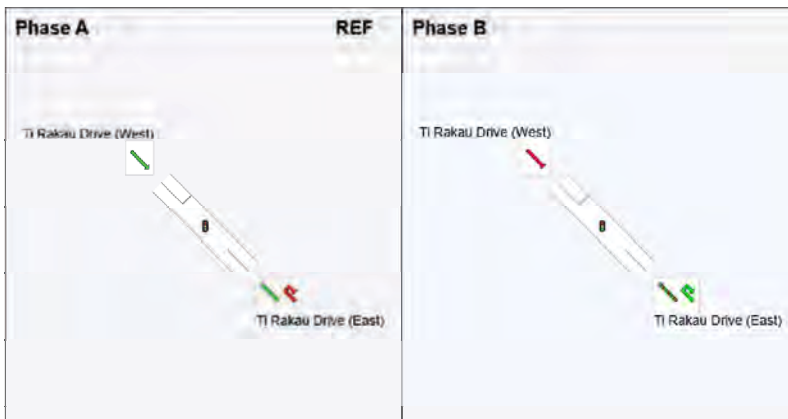 Phase A REF
Ti Rakau Drive (West)
Ti Rakau Drive (East)
Phase B
Ti Rakau Drive (West)
Ti Rakau Drive (East)